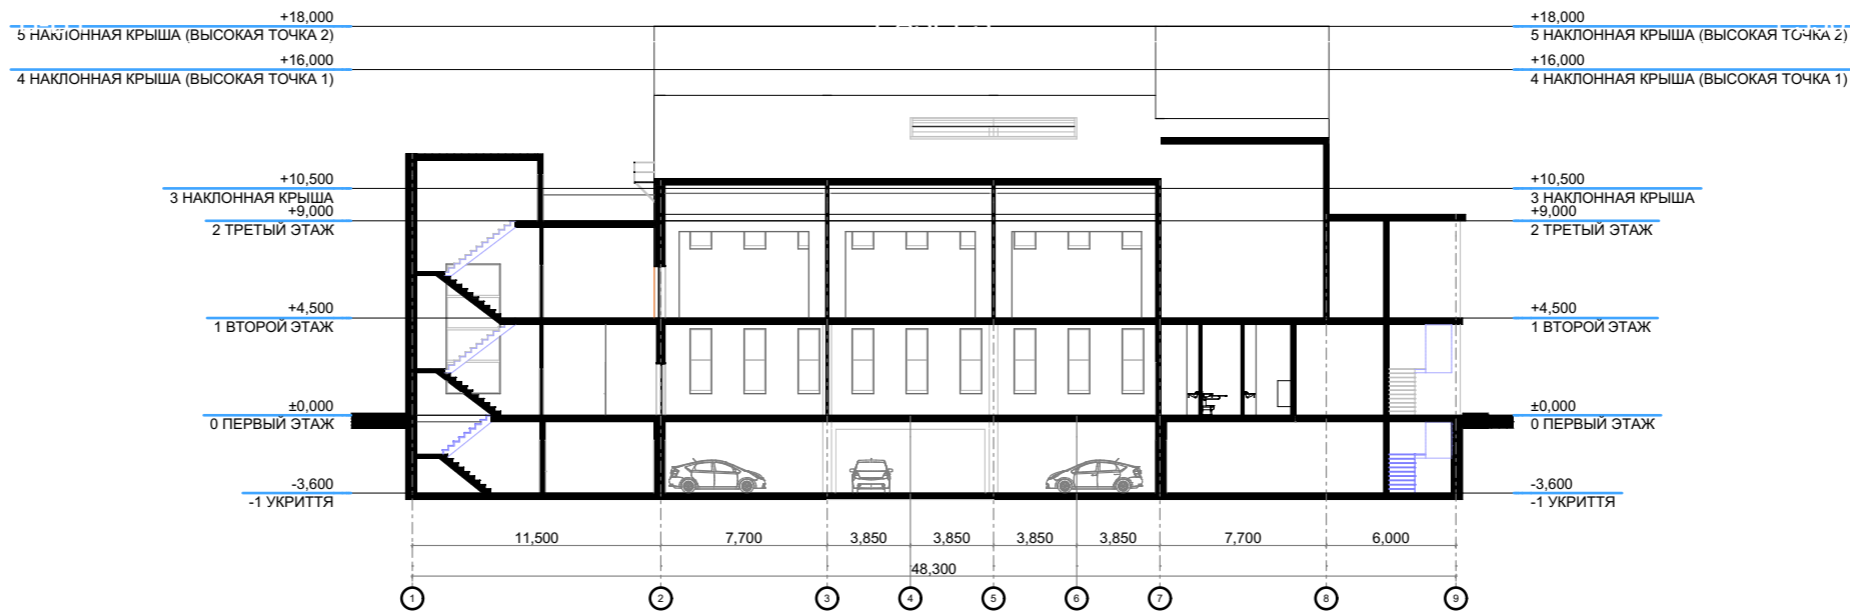 +18,000
+18,000
5 НАКЛОННАЯ КРЫША (ВЫСОКАЯ ТОЧКА 2)
5 НАКЛОННАЯ КРЫША (ВЫСОКАЯ ТОЧКА 2)
+16,000
+16,000
4 НАКЛОННАЯ КРЫША (ВЫСОКАЯ ТОЧКА 1)
4 НАКЛОННАЯ КРЫША (ВЫСОКАЯ ТОЧКА 1)
+10,500
+10,500
3 НАКЛОННАЯ КРЫША
3 НАКЛОННАЯ КРЫША
+9,000
+9,000
2 ТРЕТЬИЙ ЭТАЖ
2 ТРЕТЬИЙ ЭТАЖ
+4,500
+4,500
1 ВТОРОЙ ЭТАЖ
1 ВТОРОЙ ЭТАЖ
±0,000
±0,000
0 ПЕРВЫЙ ЭТАЖ
0 ПЕРВЫЙ ЭТАЖ
-3,600
-3,600
-1 УКРИТТЯ
-1 УКРИТТЯ
11,500 7,700 3,850 3,850 3,850 3,850 7,700 6,000
48,300
1 2 3 4 5 6 7 8 9